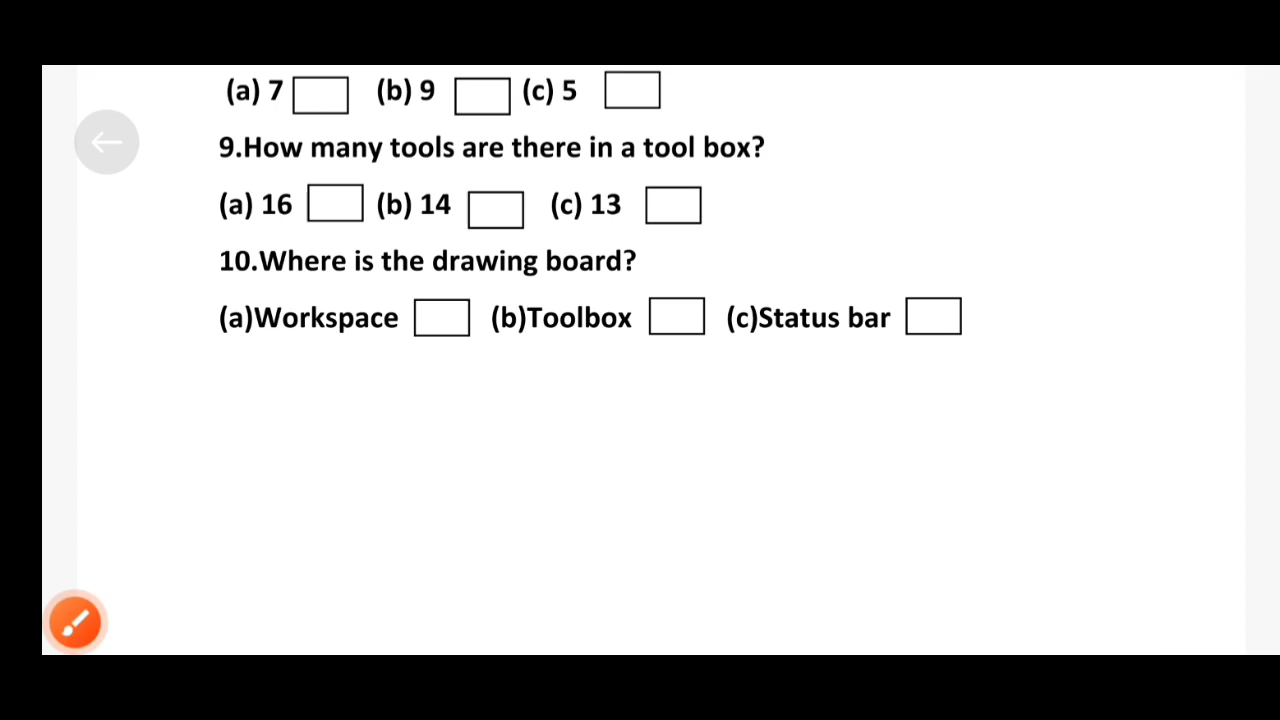 (a) 7 (b) 9 (c) 5
9.How many tools are there in a tool box?
(a) 16 (b) 14 (c) 13
10.Where is the drawing board?
(a)Workspace (b)Toolbox (c)Status bar